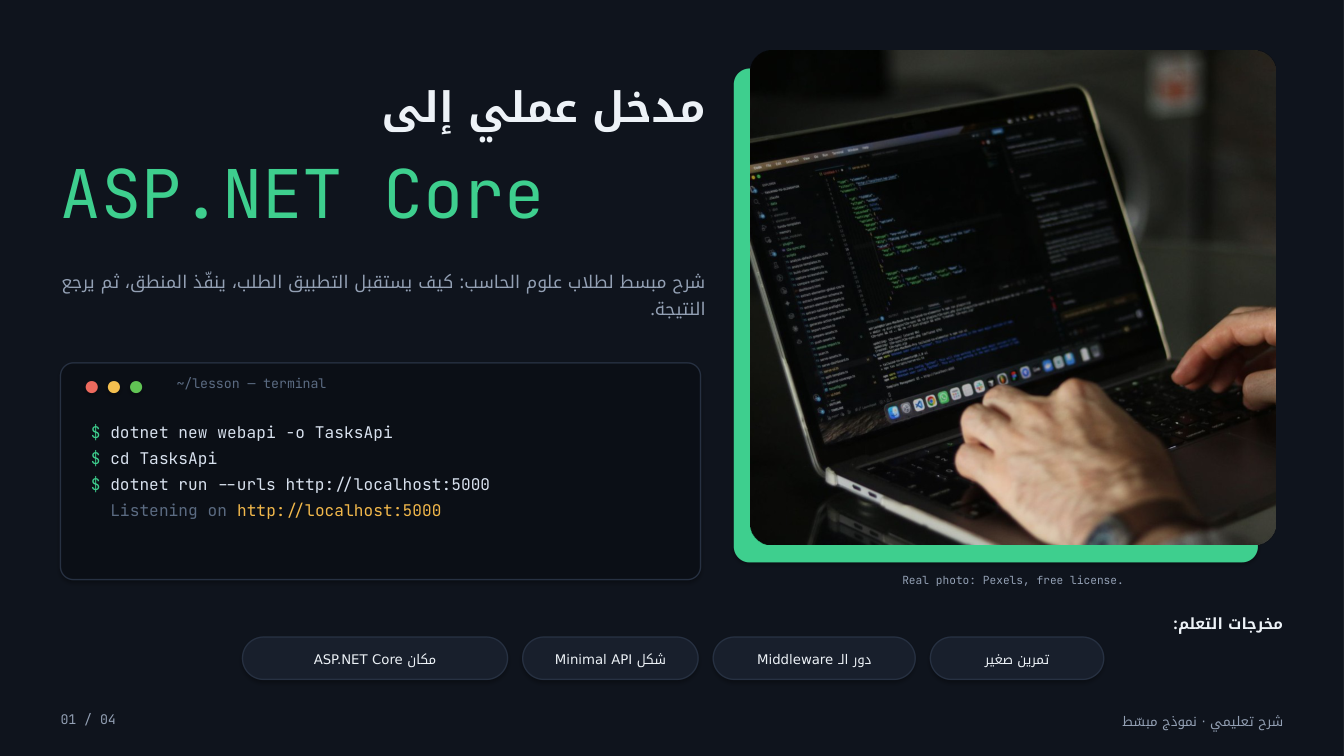 مدخل عملي إلى
ASP.NET Core
شرح مبسط لطلاب علوم الحاسب: كيف يستقبل التطبيق الطلب، ينفّذ المنطق، ثم يرجع
النتيجة.
~/lesson — terminal
$ dotnet new webapi -o TasksApi
$ cd TasksApi
$ dotnet run --urls http://localhost:5000
Listening on http://localhost:5000
Real photo: Pexels, free license.
مخرجات التعلم:
تمرين صغير
دور الـ Middleware
شكل Minimal API
مكان ASP.NET Core
شرح تعليمي · نموذج مبسّط
01 / 04